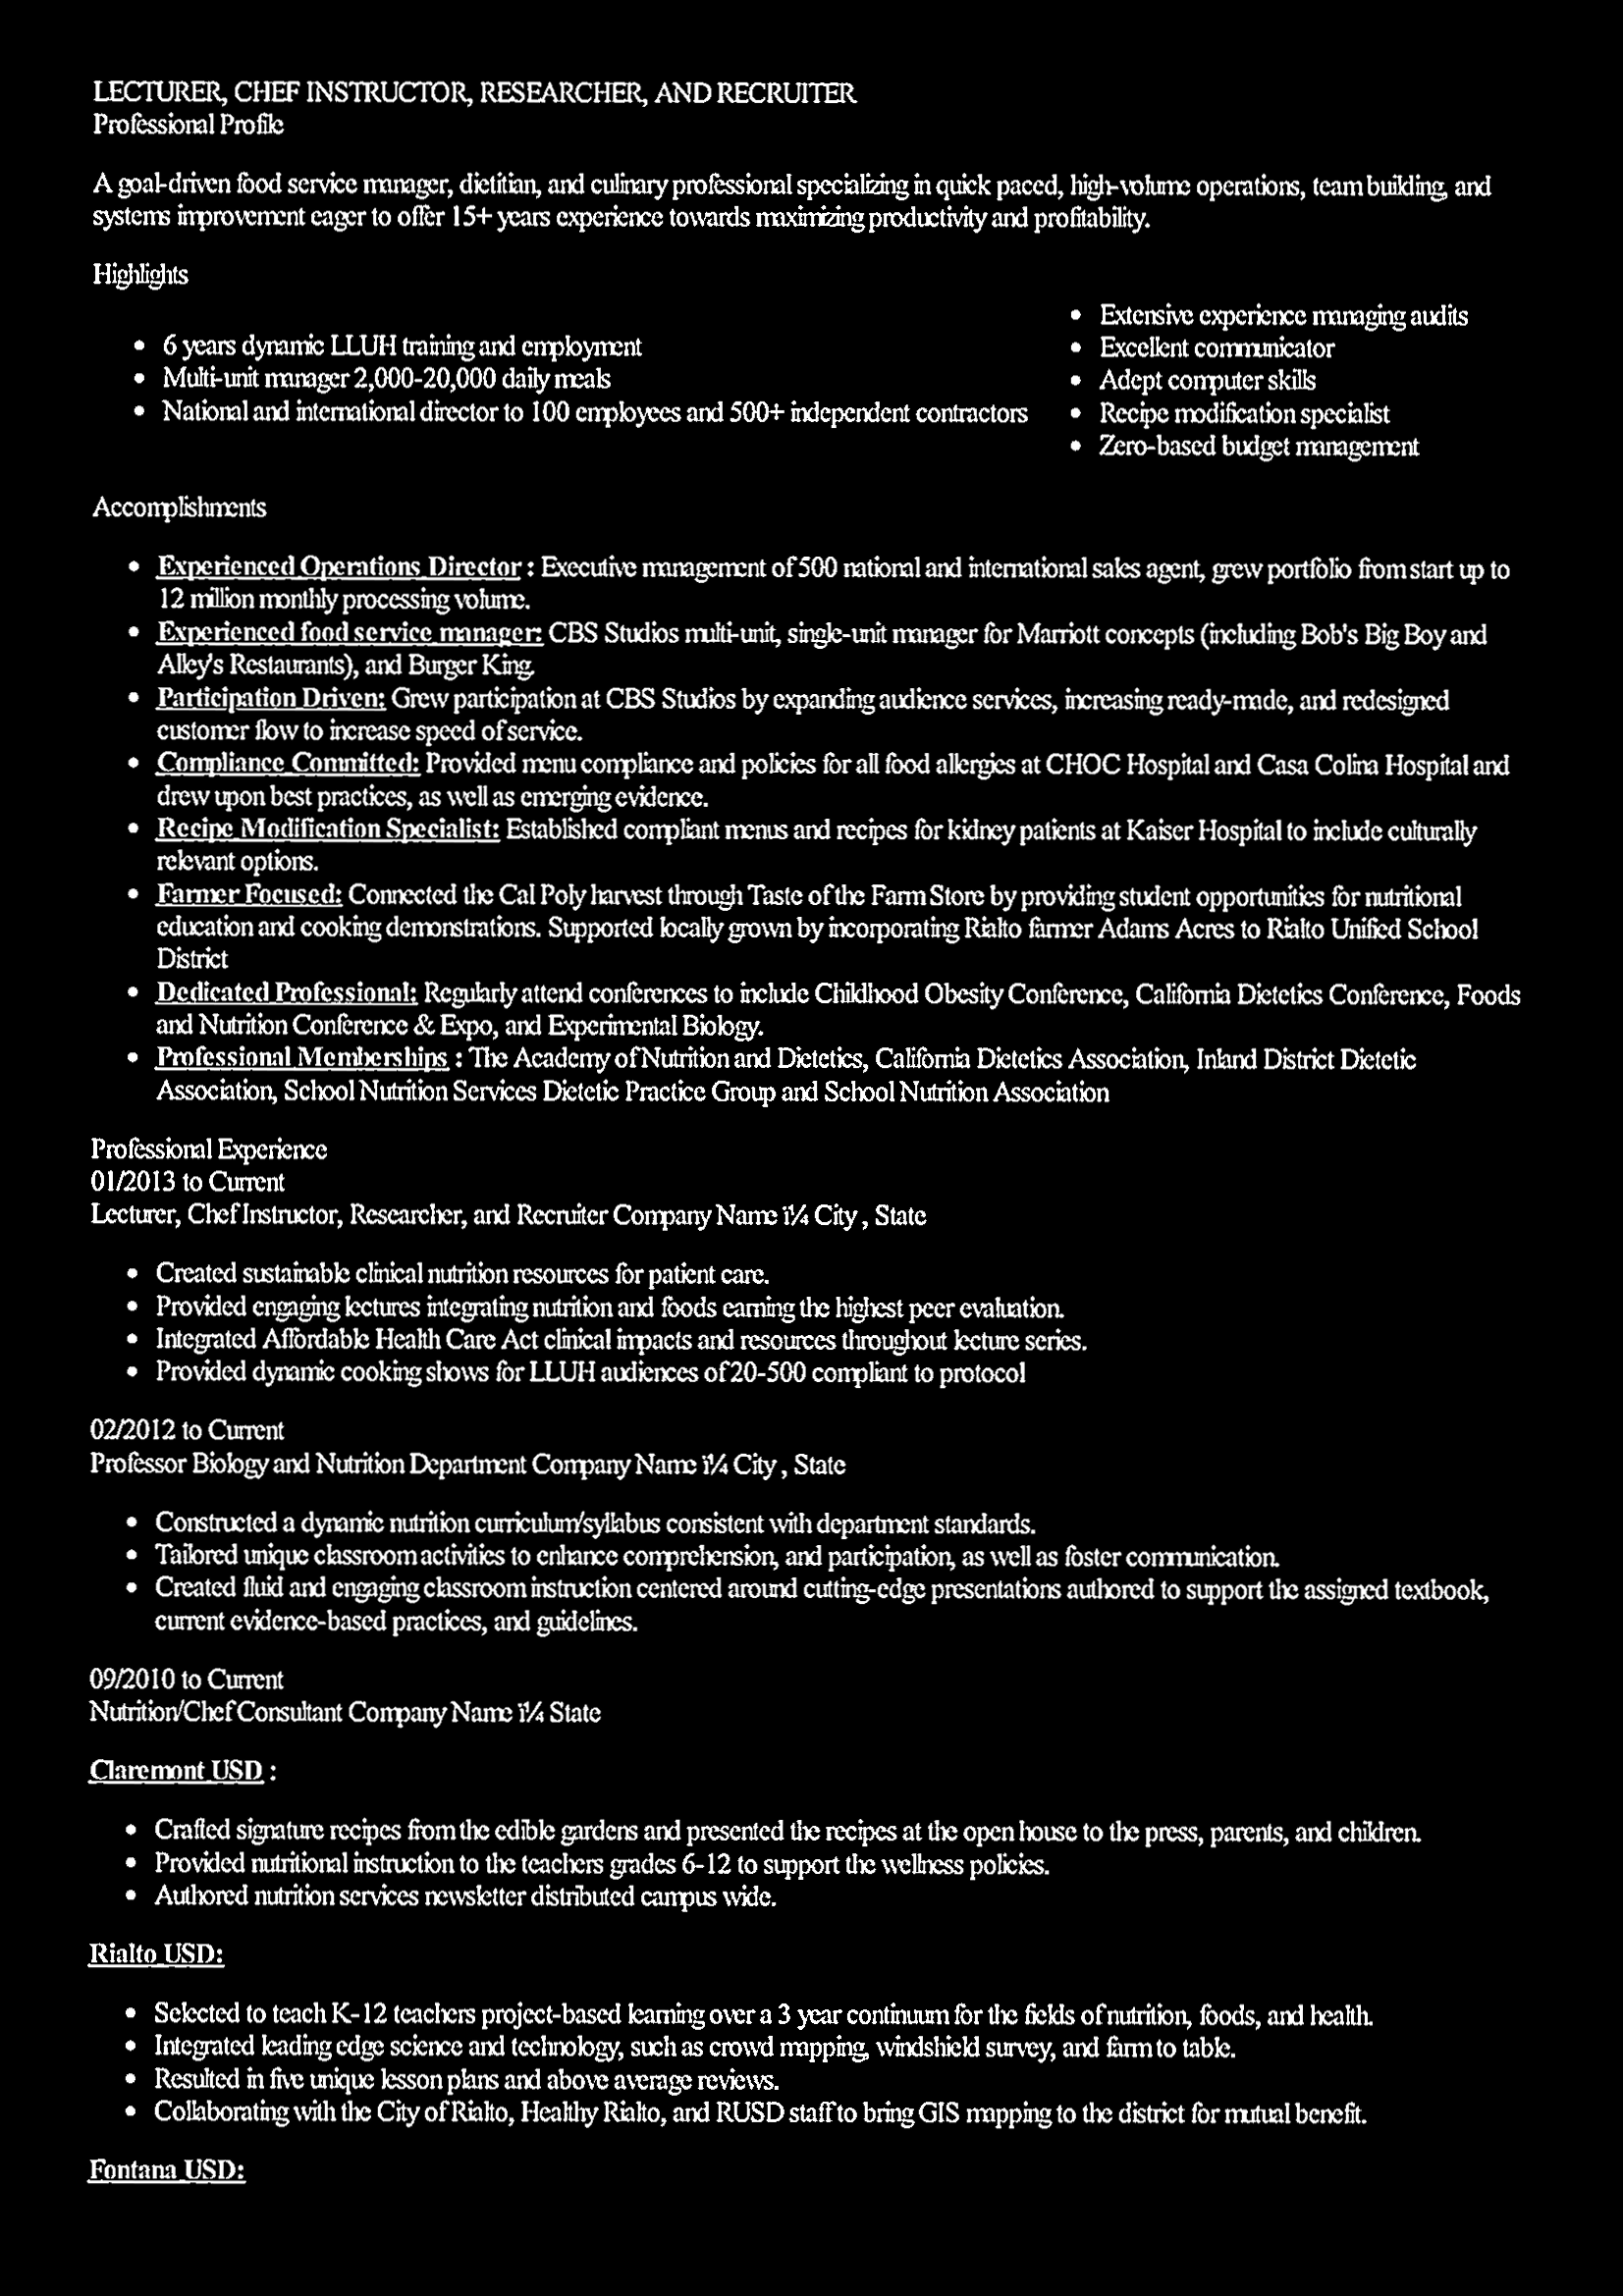 LECTURER, CHEF INSTRUCTOR, RESEARCHER, AND RECRUITER
Professional Profile
A goal-driven food service manager, dietitian, and culinary professional specializing in quick paced, high-volume operations, team building, and
systems improvement eager to offer 15+ years experience towards maximizing productivity and profitability.
Highlights
• 6 years dynamic LLUH training and employment
• Multi-unit manager 2,000-20,000 daily meals
• National and international director to 100 employees and 500+ independent contractors
• Extensive experience managing audits
• Excellent communicator
• Adept computer skills
• Recipe modification specialist
• Zero-based budget management
Accomplishments
• Experienced Operations Director : Executive management of 500 national and international sales agent, grew portfolio from start up to
12 million monthly processing volume.
• Experienced food service manager: CBS Studios multi-unit, single-unit manager for Marriott concepts (including Bob's Big Boy and
Alley's Restaurants), and Burger King.
• Participation Driven: Grew participation at CBS Studios by expanding audience services, increasing ready-made, and redesigned
customer flow to increase speed of service.
• Compliance Committed: Provided menu compliance and policies for all food allergies at CHOC Hospital and Casa Colina Hospital and
drew upon best practices, as well as emerging evidence.
• Recipe Modification Specialist: Established compliant menus and recipes for kidney patients at Kaiser Hospital to include culturally
relevant options.
• Farmer Focused: Connected the Cal Poly harvest through Taste of the Farm Store by providing student opportunities for nutritional
education and cooking demonstrations. Supported locally grown by incorporating Rialto farmer Adams Acres to Rialto Unified School
District
• Dedicated Professional: Regularly attend conferences to include Childhood Obesity Conference, California Dietetics Conference, Foods
and Nutrition Conference & Expo, and Experimental Biology.
• Professional Memberships : The Academy of Nutrition and Dietetics, California Dietetics Association, Inland District Dietetic
Association, School Nutrition Services Dietetic Practice Group and School Nutrition Association
Professional Experience
01/2013 to Current
Lecturer, Chef Instructor, Researcher, and Recruiter Company Name ï¼ City , State
• Created sustainable clinical nutrition resources for patient care.
• Provided engaging lectures integrating nutrition and foods earning the highest peer evaluation.
• Integrated Affordable Health Care Act clinical impacts and resources throughout lecture series.
• Provided dynamic cooking shows for LLUH audiences of 20-500 compliant to protocol
02/2012 to Current
Professor Biology and Nutrition Department Company Name ï¼ City , State
• Constructed a dynamic nutrition curriculum/syllabus consistent with department standards.
• Tailored unique classroom activities to enhance comprehension, and participation, as well as foster communication.
• Created fluid and engaging classroom instruction centered around cutting-edge presentations authored to support the assigned textbook,
current evidence-based practices, and guidelines.
09/2010 to Current
Nutrition/Chef Consultant Company Name ï¼ State
Claremont USD :
• Crafted signature recipes from the edible gardens and presented the recipes at the open house to the press, parents, and children.
• Provided nutritional instruction to the teachers grades 6-12 to support the wellness policies.
• Authored nutrition services newsletter distributed campus wide.
Rialto USD:
• Selected to teach K-12 teachers project-based learning over a 3 year continuum for the fields of nutrition, foods, and health.
• Integrated leading edge science and technology, such as crowd mapping, windshield survey, and farm to table.
• Resulted in five unique lesson plans and above average reviews.
• Collaborating with the City of Rialto, Healthy Rialto, and RUSD staff to bring GIS mapping to the district for mutual benefit.
Fontana USD: